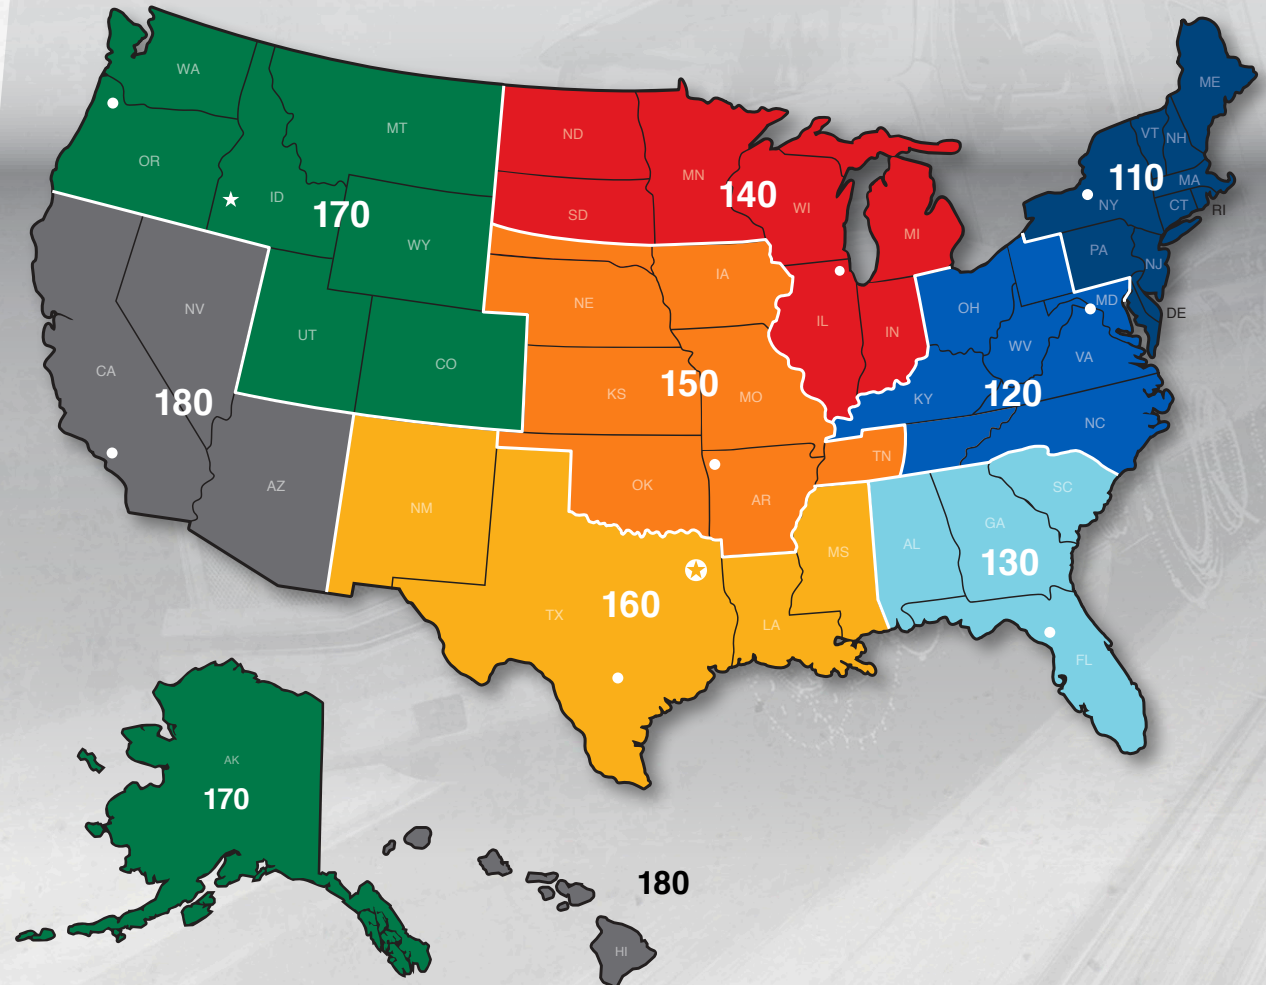 ME
WA
VT
NH
MT
ND
OR
MN
110
MA
140
ID
170
SD
WI
NY
CT
RI
MI
WY
PA
NJ
IA
NE
MD
NV
OH
DE
IL
UT
IN
WV
VA
CO
CA
150
KS
MO
KY
120
180
NC
TN
AZ
OK
SC
AR
NM
GA
AL
MS
130
160
TX
LA
FL
AK
170
180
HI